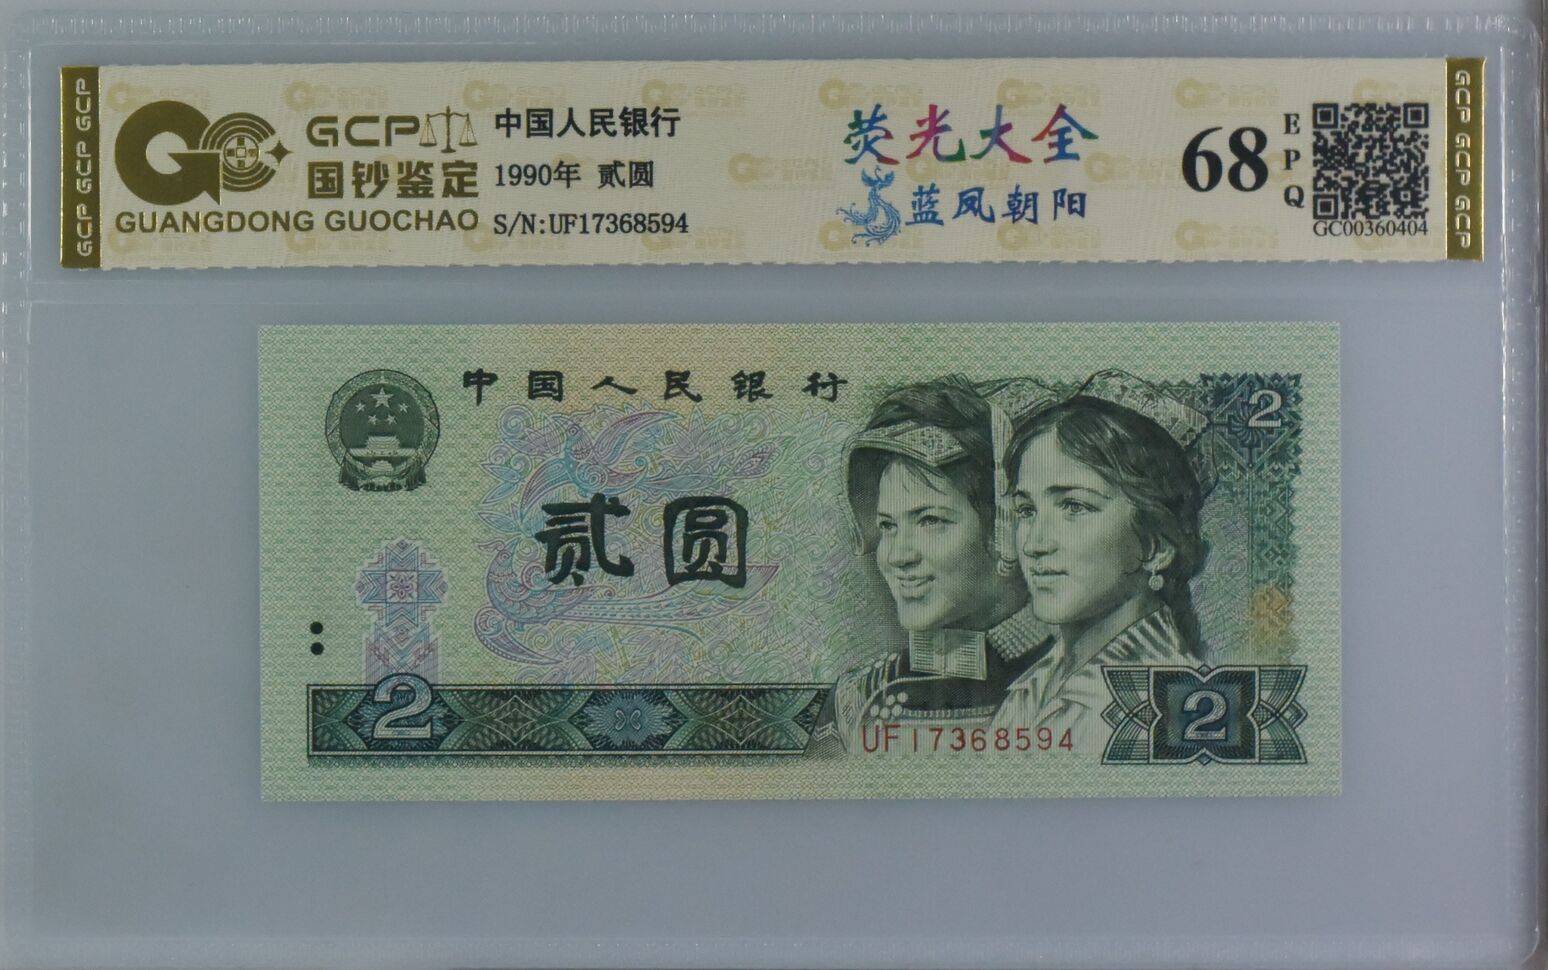 GCP GCP GCP
GCP
国钞鉴定
GUANGDONG GUOCHAO
中国人民银行
1990年 贰圆
S/N:UF17368594
荧光大全
蓝凤朝阳
68
EPQ
GC00360404
GCP GCP GCP
中国人民银行
2
贰圆
2
UF17368594
2